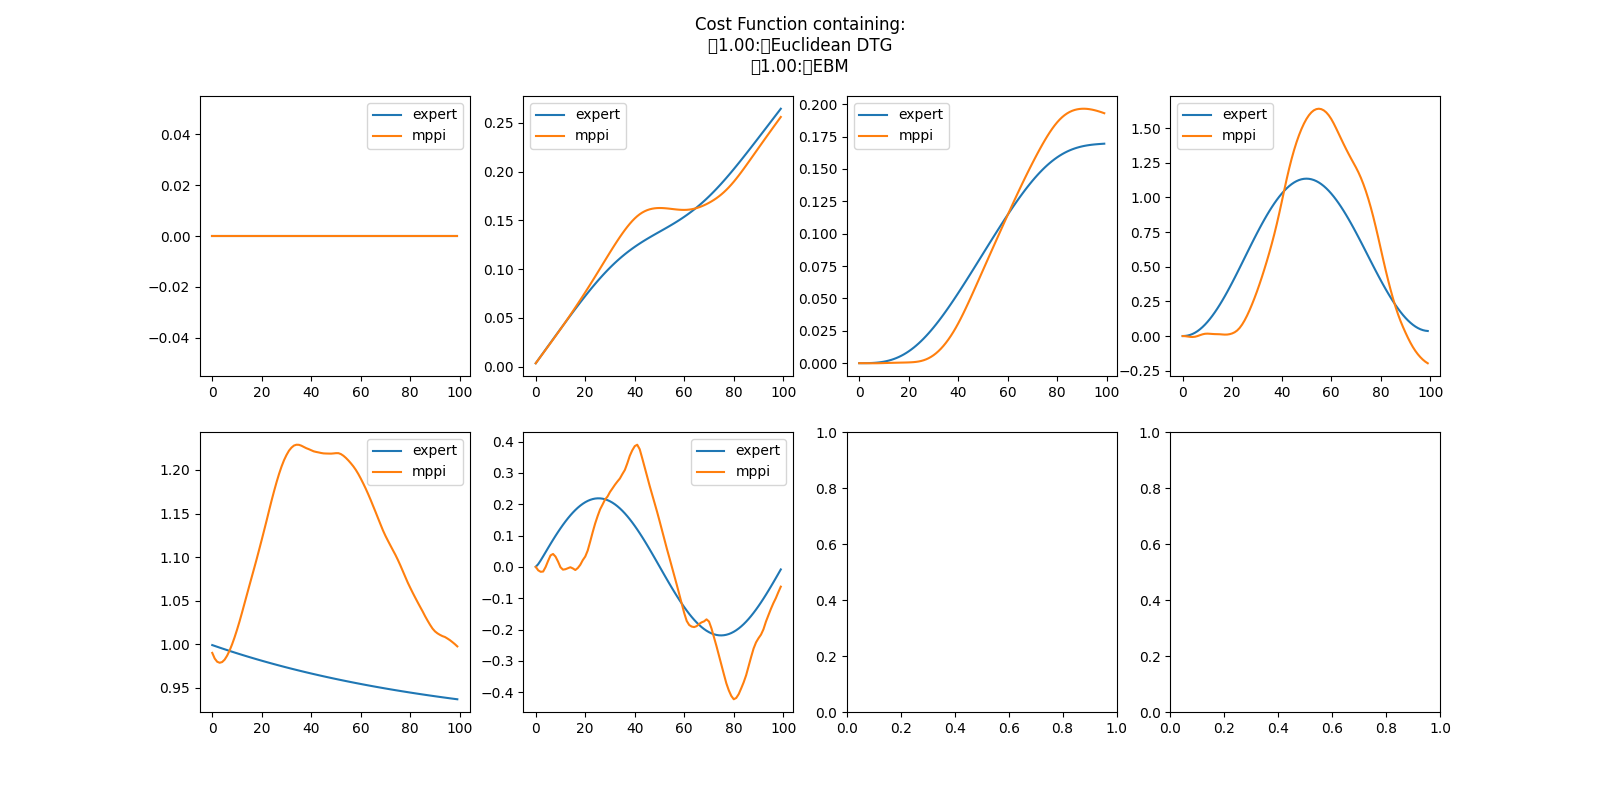 Cost Function containing:
1.00: Euclidean DTG
1.00: EBM
expert
mppi
0.04
0.02
0.00
−0.02
−0.04
0 20 40 60 80 100
expert
mppi
0.25
0.20
0.15
0.10
0.05
0.00
0 20 40 60 80 100
expert
mppi
0.200
0.175
0.150
0.125
0.100
0.075
0.050
0.025
0.000
0 20 40 60 80 100
expert
mppi
1.50
1.25
1.00
0.75
0.50
0.25
0.00
−0.25
0 20 40 60 80 100
expert
mppi
1.20
1.15
1.10
1.05
1.00
0.95
0 20 40 60 80 100
expert
mppi
0.4
0.3
0.2
0.1
0.0
−0.1
−0.2
−0.3
−0.4
0 20 40 60 80 100
1.0
0.8
0.6
0.4
0.2
0.0
0.0 0.2 0.4 0.6 0.8 1.0
1.0
0.8
0.6
0.4
0.2
0.0
0.0 0.2 0.4 0.6 0.8 1.0